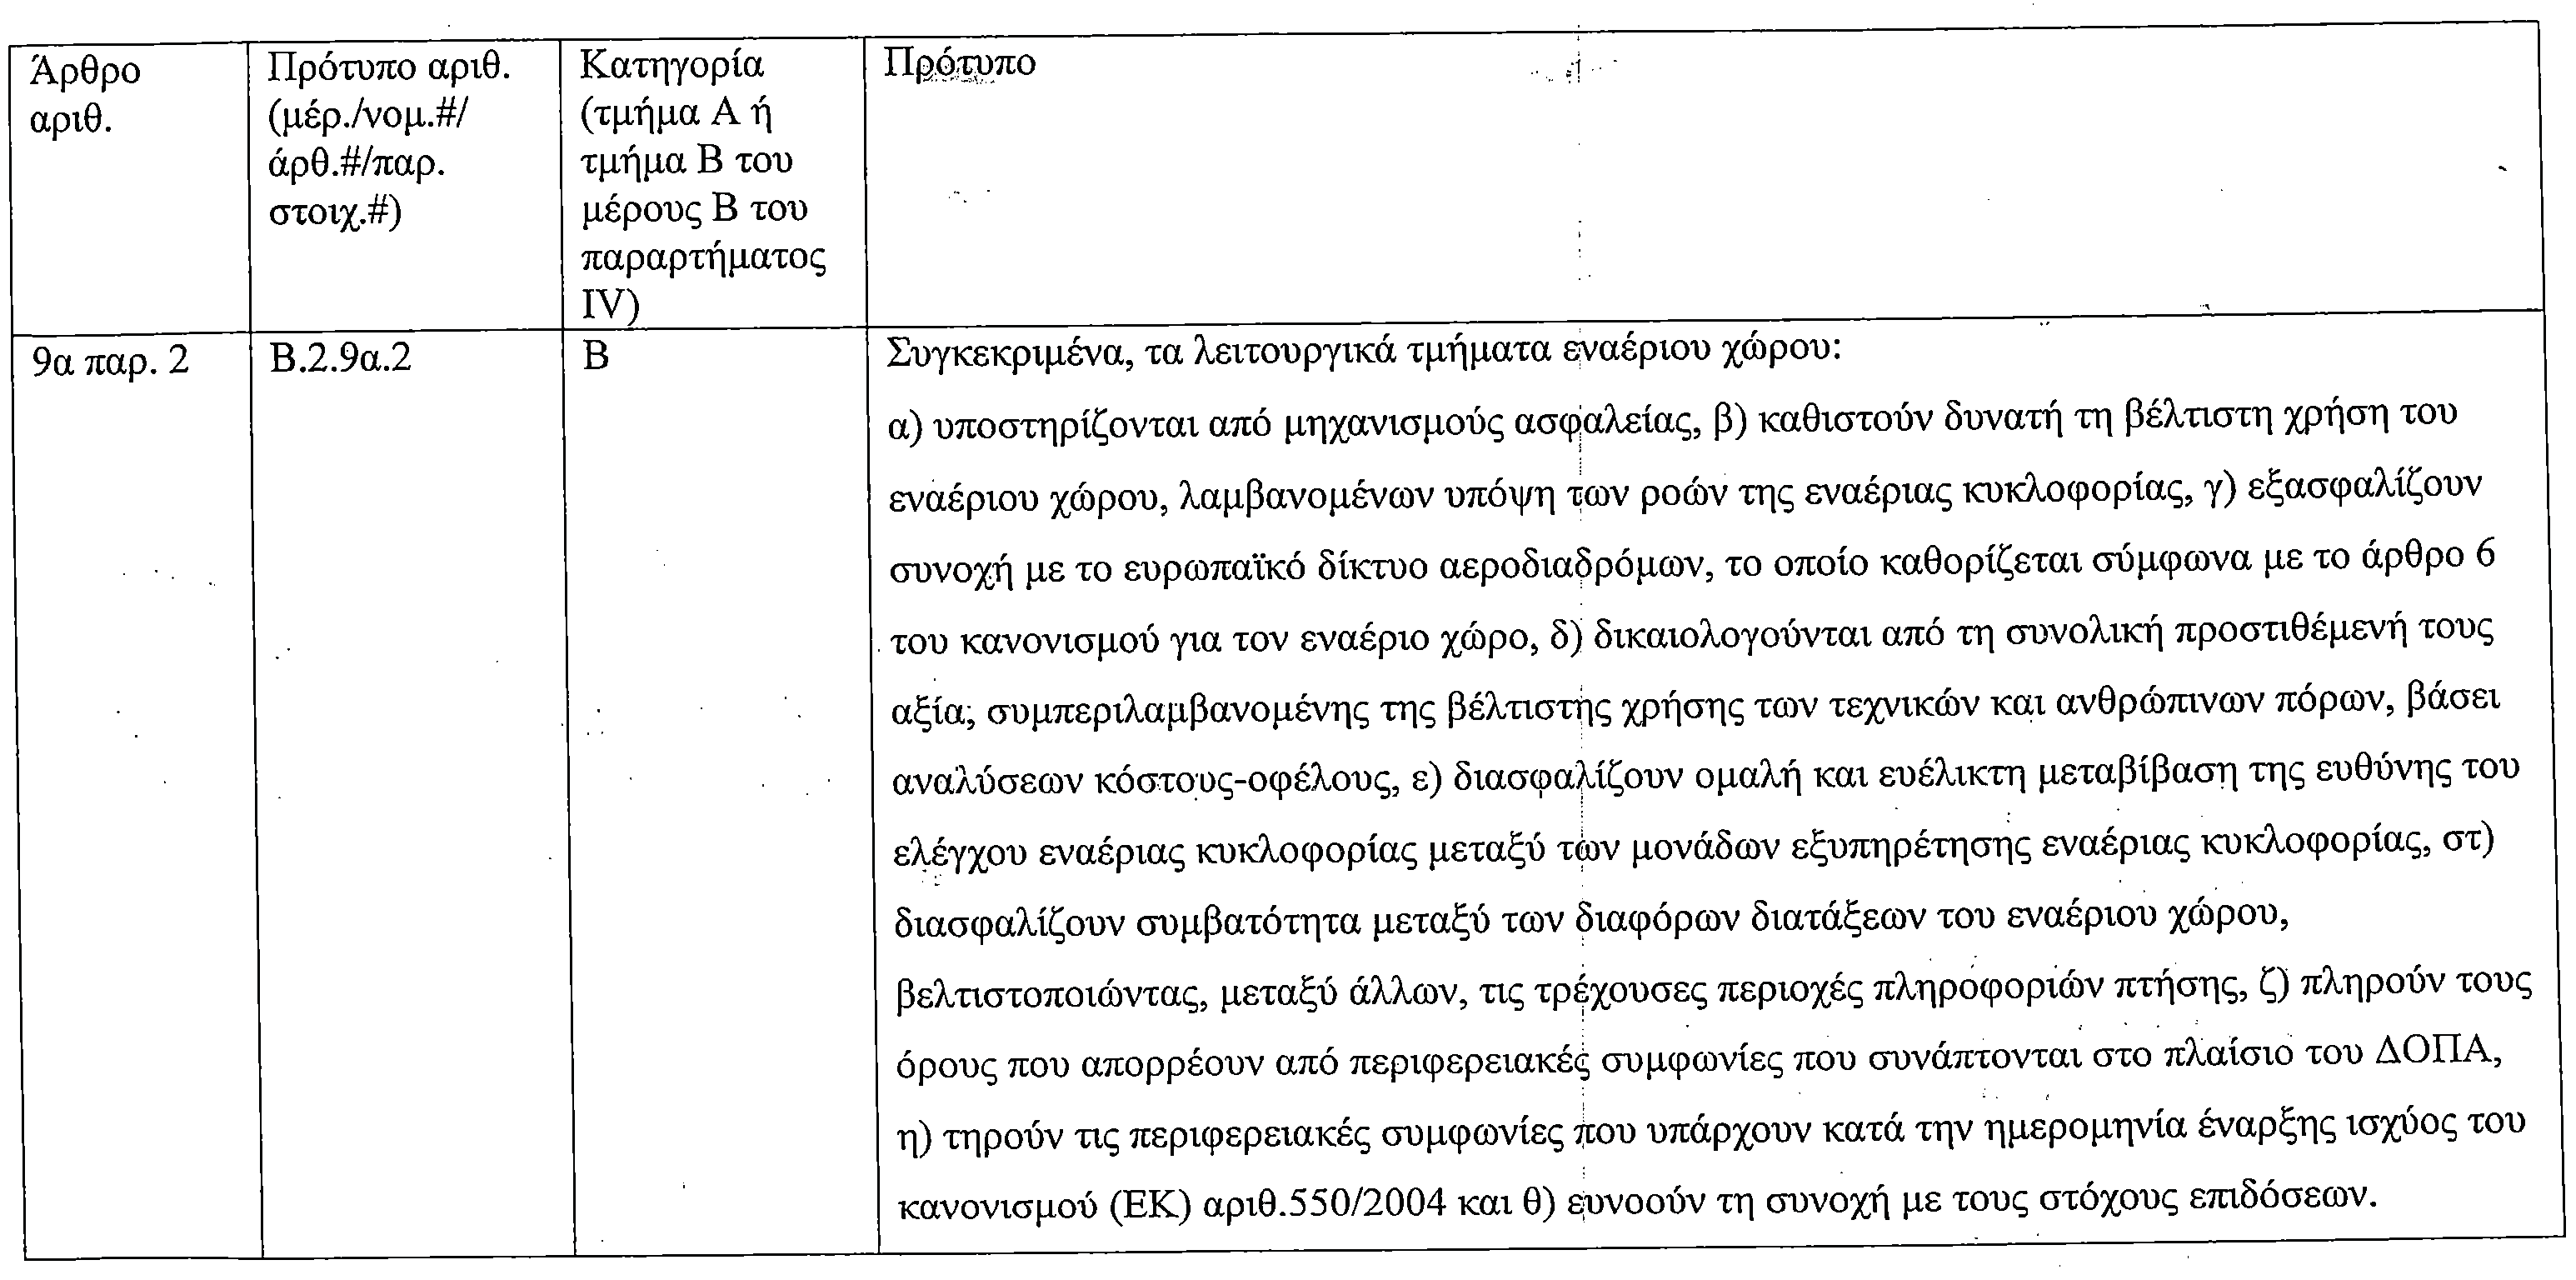 Άρθρο
αριθ.
Πρότυπο αριθ.
(μέρ./νομ.#/
άρθ.#/παρ.
στοιχ.#)
Κατηγορία
(τμήμα Α ή
τμήμα Β του
μέρους Β του
παραρτήματος
IV)
Πρότυπο
9α παρ. 2
Β.2.9α.2
Β
Συγκεκριμένα, τα λειτουργικά τμήματα εναέριου χώρου:
α) υποστηρίζονται από μηχανισμούς ασφαλείας, β) καθιστούν δυνατή τη βέλτιστη χρήση του
εναέριου χώρου, λαμβανομένων υπόψη των ροών της εναέριας κυκλοφορίας, γ) εξασφαλίζουν
συνοχή με το ευρωπαϊκό δίκτυο αεροδιαδρόμων, το οποίο καθορίζεται σύμφωνα με το άρθρο 6
του κανονισμού για τον εναέριο χώρο, δ) δικαιολογούνται από τη συνολική προστιθέμενή τους
αξία, συμπεριλαμβανομένης της βέλτιστης χρήσης των τεχνικών και ανθρώπινων πόρων, βάσει
αναλύσεων κόστους-οφέλους, ε) διασφαλίζουν ομαλή και ευέλικτη μεταβίβαση της ευθύνης του
ελέγχου εναέριας κυκλοφορίας μεταξύ των μονάδων εξυπηρέτησης εναέριας κυκλοφορίας, στ)
διασφαλίζουν συμβατότητα μεταξύ των διαφόρων διατάξεων του εναέριου χώρου,
βελτιστοποιώντας, μεταξύ άλλων, τις τρέχουσες περιοχές πληροφοριών πτήσης, ζ) πληρούν τους
όρους που απορρέουν από περιφερειακές συμφωνίες που συνάπτονται στο πλαίσιο του ΔΟΠΑ,
η) τηρούν τις περιφερειακές συμφωνίες που υπάρχουν κατά την ημερομηνία έναρξης ισχύος του
κανονισμού (ΕΚ) αριθ.550/2004 και θ) ευνοούν τη συνοχή με τους στόχους επιδόσεων.